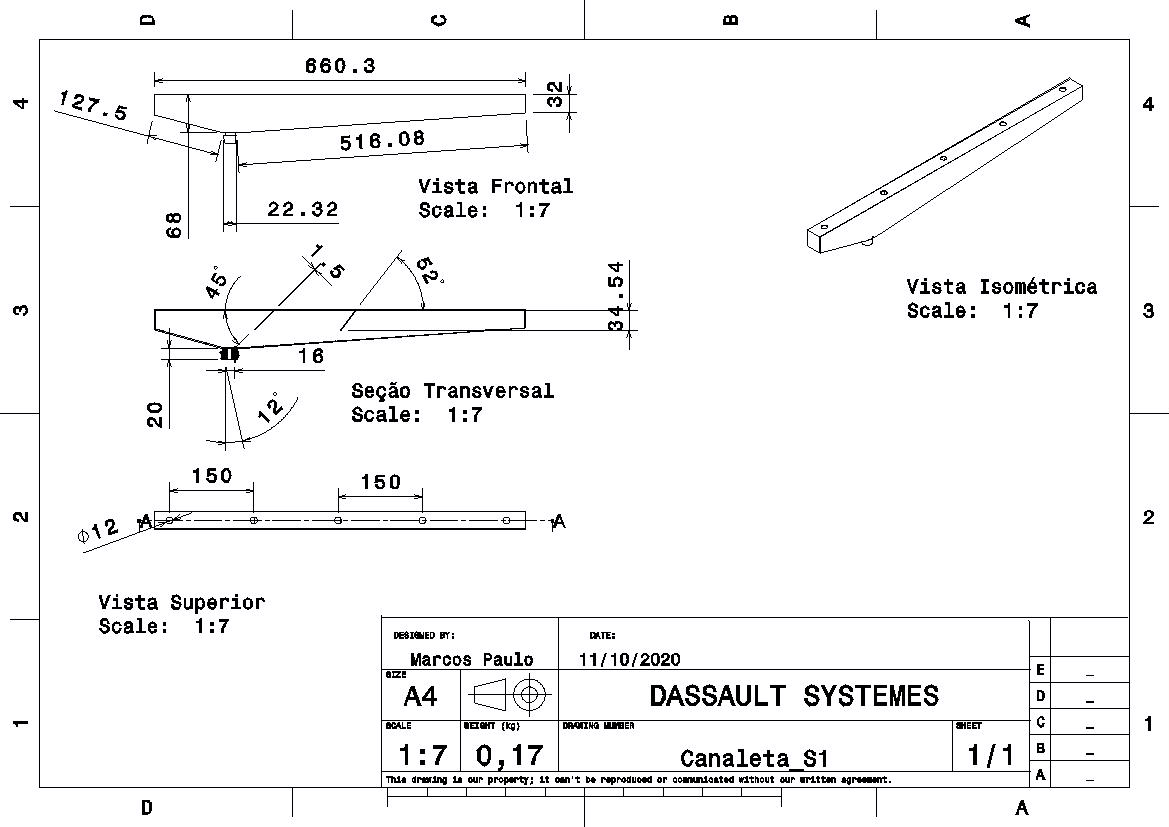 D C B A
4
4
660.3
127.5
32
516.08
68
22.32
Vista Frontal
Scale: 1:7
Vista Isométrica
Scale: 1:7
3
3
45°
1.5
52°
34.54
16
20
12°
Seção Transversal
Scale: 1:7
2
2
150
150
A
A
Φ12
Vista Superior
Scale: 1:7
1
1
DESIGNED BY:
Marcos Paulo
DATE:
11/10/2020
SIZE
A4
DASSAULT SYSTEMES
SCALE
1:7
WEIGHT (kg)
0,17
DRAWING NUMBER
Canaleta_S1
SHEET
1/1
This drawing is our property; it can't be reproduced or communicated without our written agreement.
E _
D _
C _
B _
A _
D A